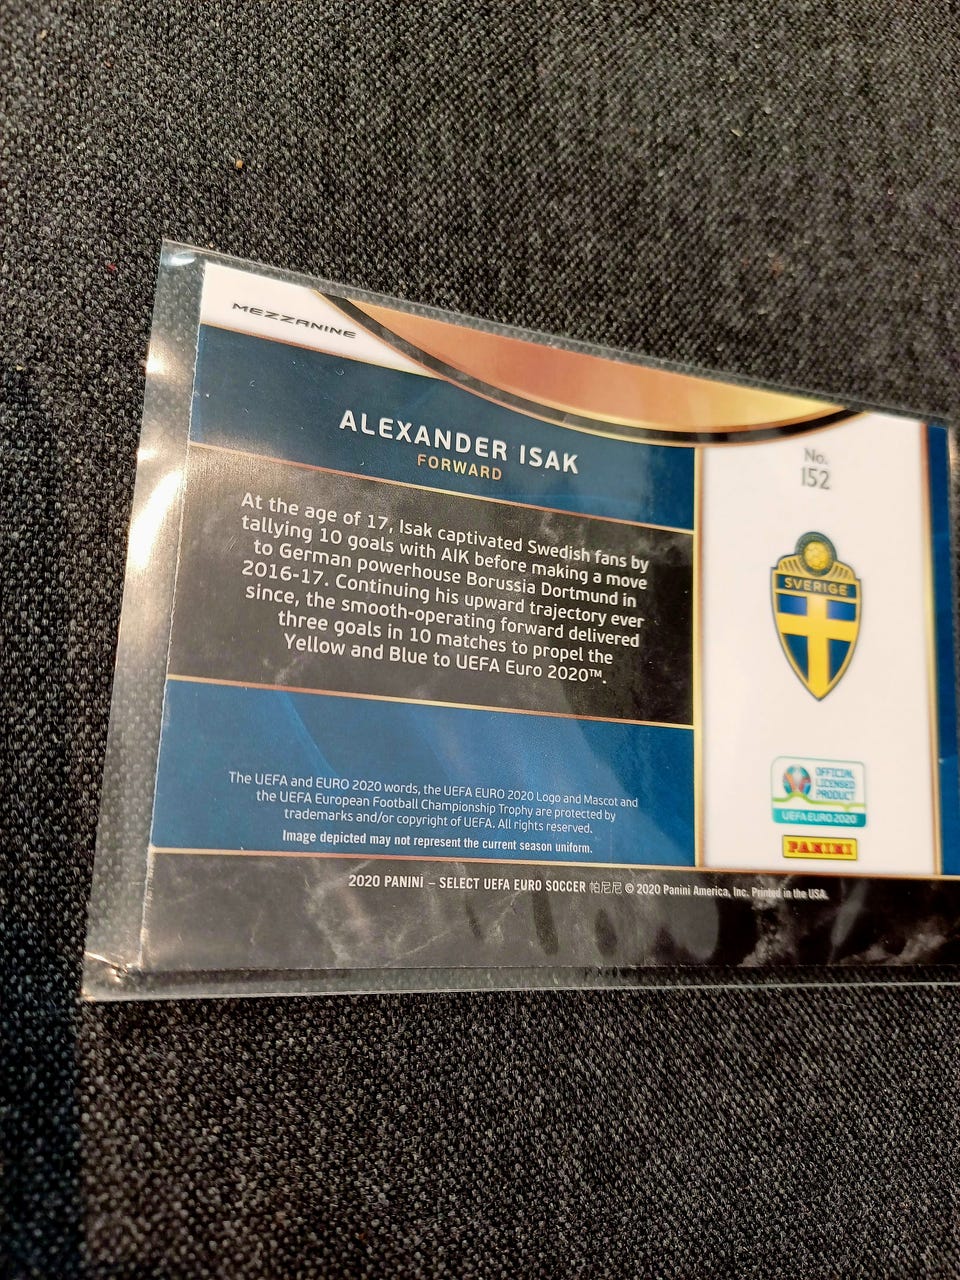 MEZZANINE
ALEXANDER ISAK
FORWARD
At the age of 17, Isak captivated Swedish fans by
tallying 10 goals with AIK before making a move
to German powerhouse Borussia Dortmund in
2016-17. Continuing his upward trajectory ever
since, the smooth-operating forward delivered
three goals in 10 matches to propel the
Yellow and Blue to UEFA Euro 2020™.
No.
152
SVERIGE
OFFICIAL
LICENSED
PRODUCT
UEFA EURO 2020
PANINI
The UEFA and EURO 2020 words, the UEFA EURO 2020 Logo and Mascot and
the UEFA European Football Championship Trophy are protected by
trademarks and/or copyright of UEFA. All rights reserved.
Image depicted may not represent the current season uniform.
2020 PANINI – SELECT UEFA EURO SOCCER 帕尼尼 © 2020 Panini America, Inc. Printed in the USA.